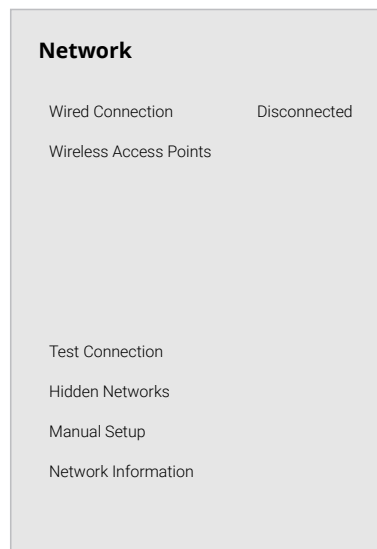 Network
Wired Connection Disconnected
Wireless Access Points
Test Connection
Hidden Networks
Manual Setup
Network Information